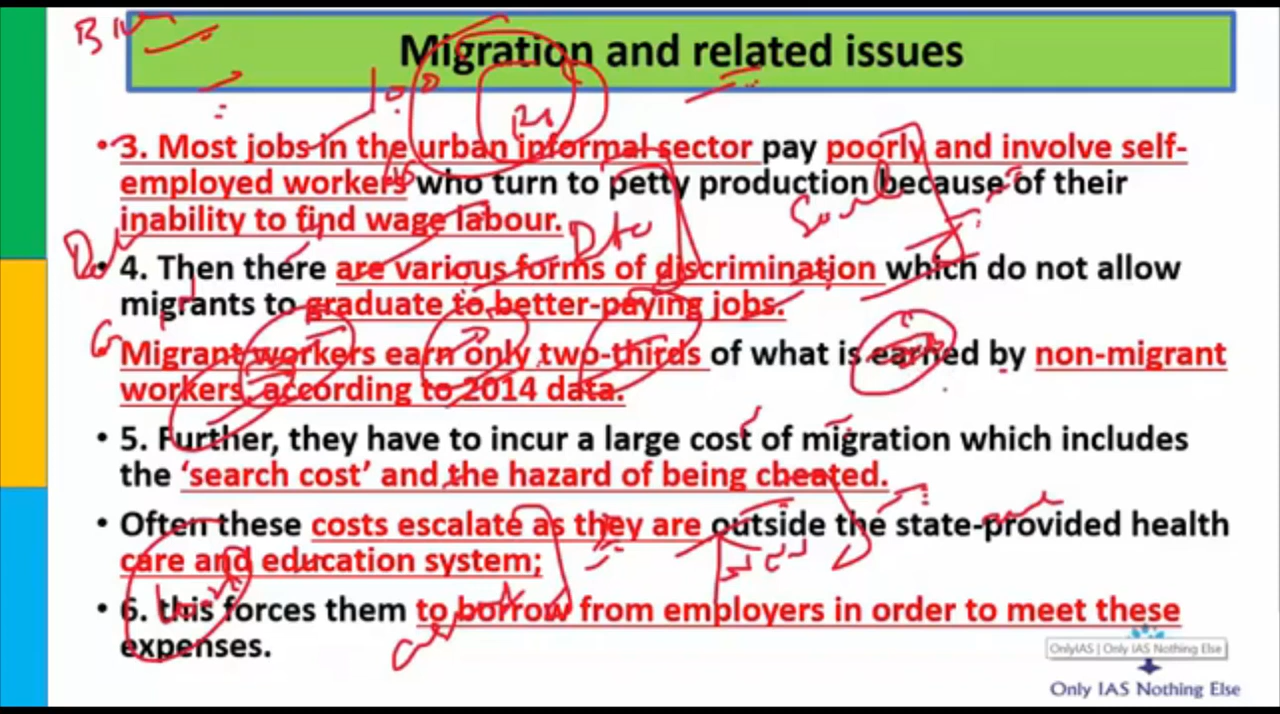 Migration and related issues
• 3. Most jobs in the urban informal sector pay poorly and involve self-
employed workers who turn to petty production because of their
inability to find wage labour.
• 4. Then there are various forms of discrimination which do not allow
migrants to graduate to better-paying jobs.
Migrant workers earn only two-thirds of what is earned by non-migrant
workers, according to 2014 data.
• 5. Further, they have to incur a large cost of migration which includes
the ‘search cost’ and the hazard of being cheated.
• Often these costs escalate as they are outside the state-provided health
care and education system;
• 6. this forces them to borrow from employers in order to meet these
expenses.
OnlyIAS | Only IAS Nothing Else
Only IAS Nothing Else